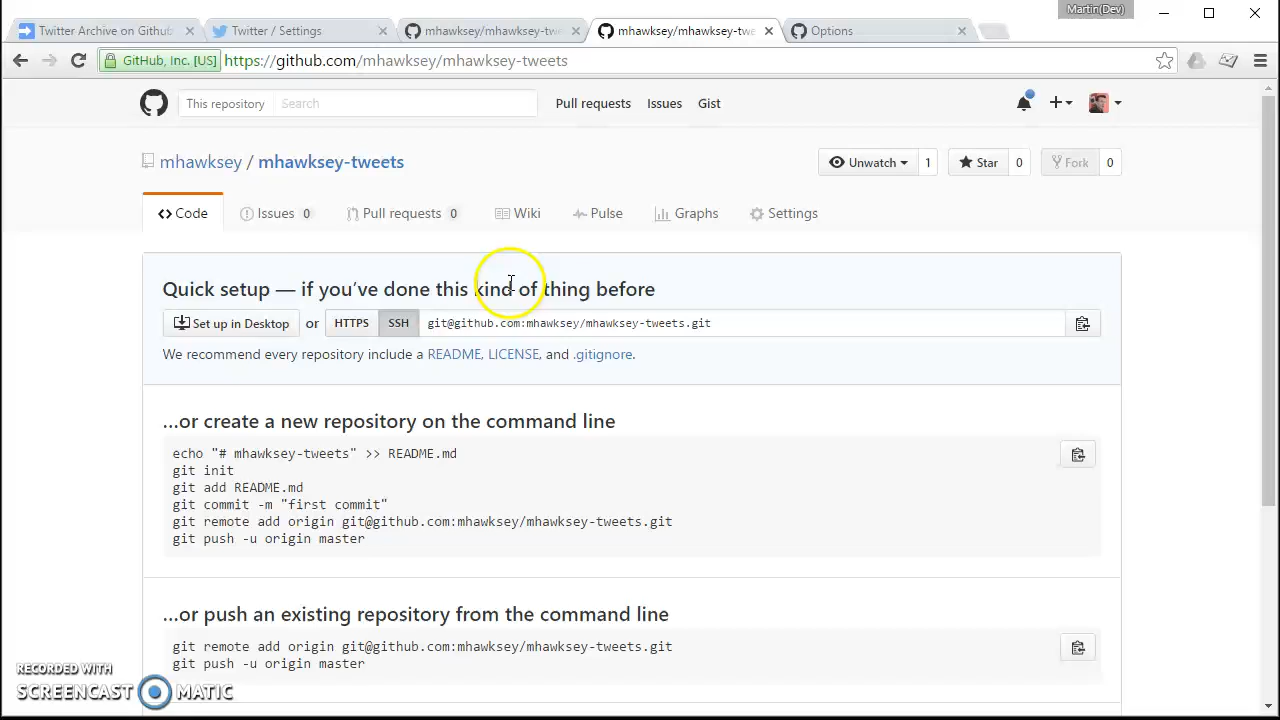 Martin(Dev)
Twitter Archive on Github
Twitter / Settings
mhawksey/mhawksey-twe
mhawksey/mhawksey-twe
Options
GitHub, Inc. [US] https://github.com/mhawksey/mhawksey-tweets
This repository Search Pull requests Issues Gist
mhawksey / mhawksey-tweets
Unwatch 1 Star 0 Fork 0
Code Issues 0 Pull requests 0 Wiki Pulse Graphs Settings
Quick setup — if you've done this kind of thing before
Set up in Desktop or HTTPS SSH git@github.com:mhawksey/mhawksey-tweets.git
We recommend every repository include a README, LICENSE, and .gitignore.
…or create a new repository on the command line
echo "# mhawksey-tweets" >> README.md
git init
git add README.md
git commit -m "first commit"
git remote add origin git@github.com:mhawksey/mhawksey-tweets.git
git push -u origin master
…or push an existing repository from the command line
git remote add origin git@github.com:mhawksey/mhawksey-tweets.git
git push -u origin master
RECORDED WITH
SCREENCAST MATIC